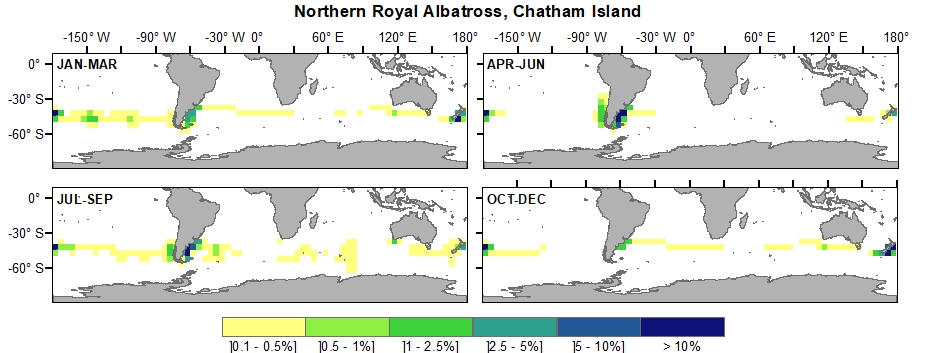 Northern Royal Albatross, Chatham Island
-150° W -90° W -30° W 0° 60° E 120° E 180° -150° W -90° W -30° W 0° 60° E 120° E 180°
0° JAN-MAR APR-JUN
-30° S
-60° S
0° JUL-SEP OCT-DEC
-30° S
-60° S
]0.1 - 0.5%] ]0.5 - 1%] ]1 - 2.5%] ]2.5 - 5%] ]5 - 10%] > 10%